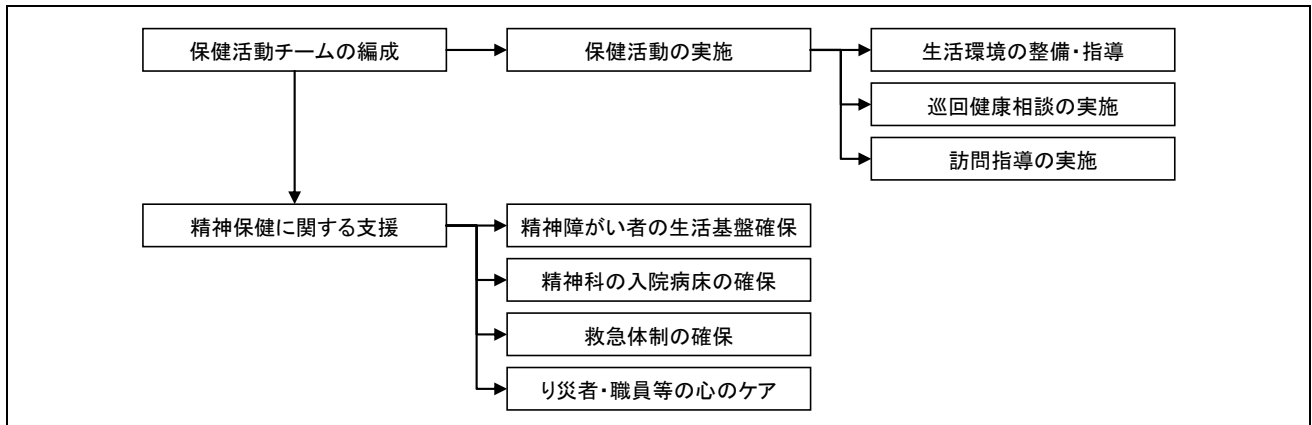 保健活動チームの編成
保健活動の実施
生活環境の整備・指導
巡回健康相談の実施
訪問指導の実施
精神保健に関する支援
精神障がい者の生活基盤確保
精神科の入院病床の確保
救急体制の確保
り災者・職員等の心のケア